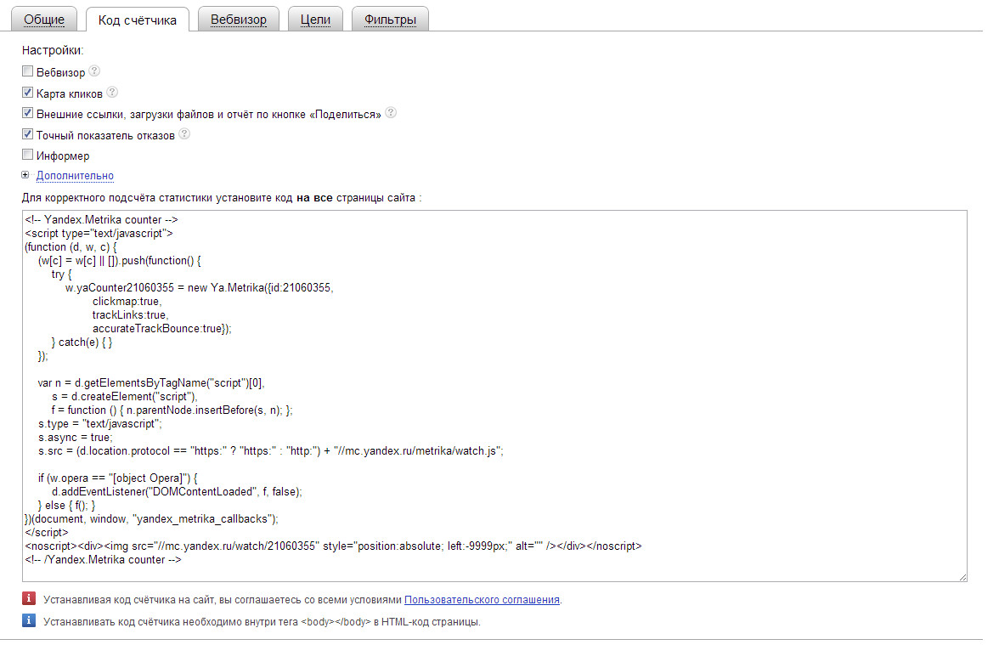 Общие Код счётчика Вебвизор Цели Фильтры
Настройки:
Вебвизор ?
Карта кликов ?
Внешние ссылки, загрузки файлов и отчёт по кнопке «Поделиться» ?
Точный показатель отказов ?
Информер
Дополнительно
Для корректного подсчёта статистики установите код на все страницы сайта :
<!-- Yandex.Metrika counter -->
<script type="text/javascript">
(function (d, w, c) {
(w[c] = w[c] || []).push(function() {
try {
w.yaCounter21060355 = new Ya.Metrika({id:21060355,
clickmap:true,
trackLinks:true,
accurateTrackBounce:true});
} catch(e) { }
});
var n = d.getElementsByTagName("script")[0],
s = d.createElement("script"),
f = function () { n.parentNode.insertBefore(s, n); };
s.type = "text/javascript";
s.async = true;
s.src = (d.location.protocol == "https:" ? "https:" : "http:") + "//mc.yandex.ru/metrika/watch.js";
if (w.opera == "[object Opera]") {
d.addEventListener("DOMContentLoaded", f, false);
} else { f(); }
})(document, window, "yandex_metrika_callbacks");
</script>
<noscript><div><img src="//mc.yandex.ru/watch/21060355" style="position:absolute; left:-9999px;" alt="" /></div></noscript>
<!-- /Yandex.Metrika counter -->
i Устанавливая код счётчика на сайт, вы соглашаетесь со всеми условиями Пользовательского соглашения.
i Устанавливать код счётчика необходимо внутри тега <body></body> в HTML-код страницы.